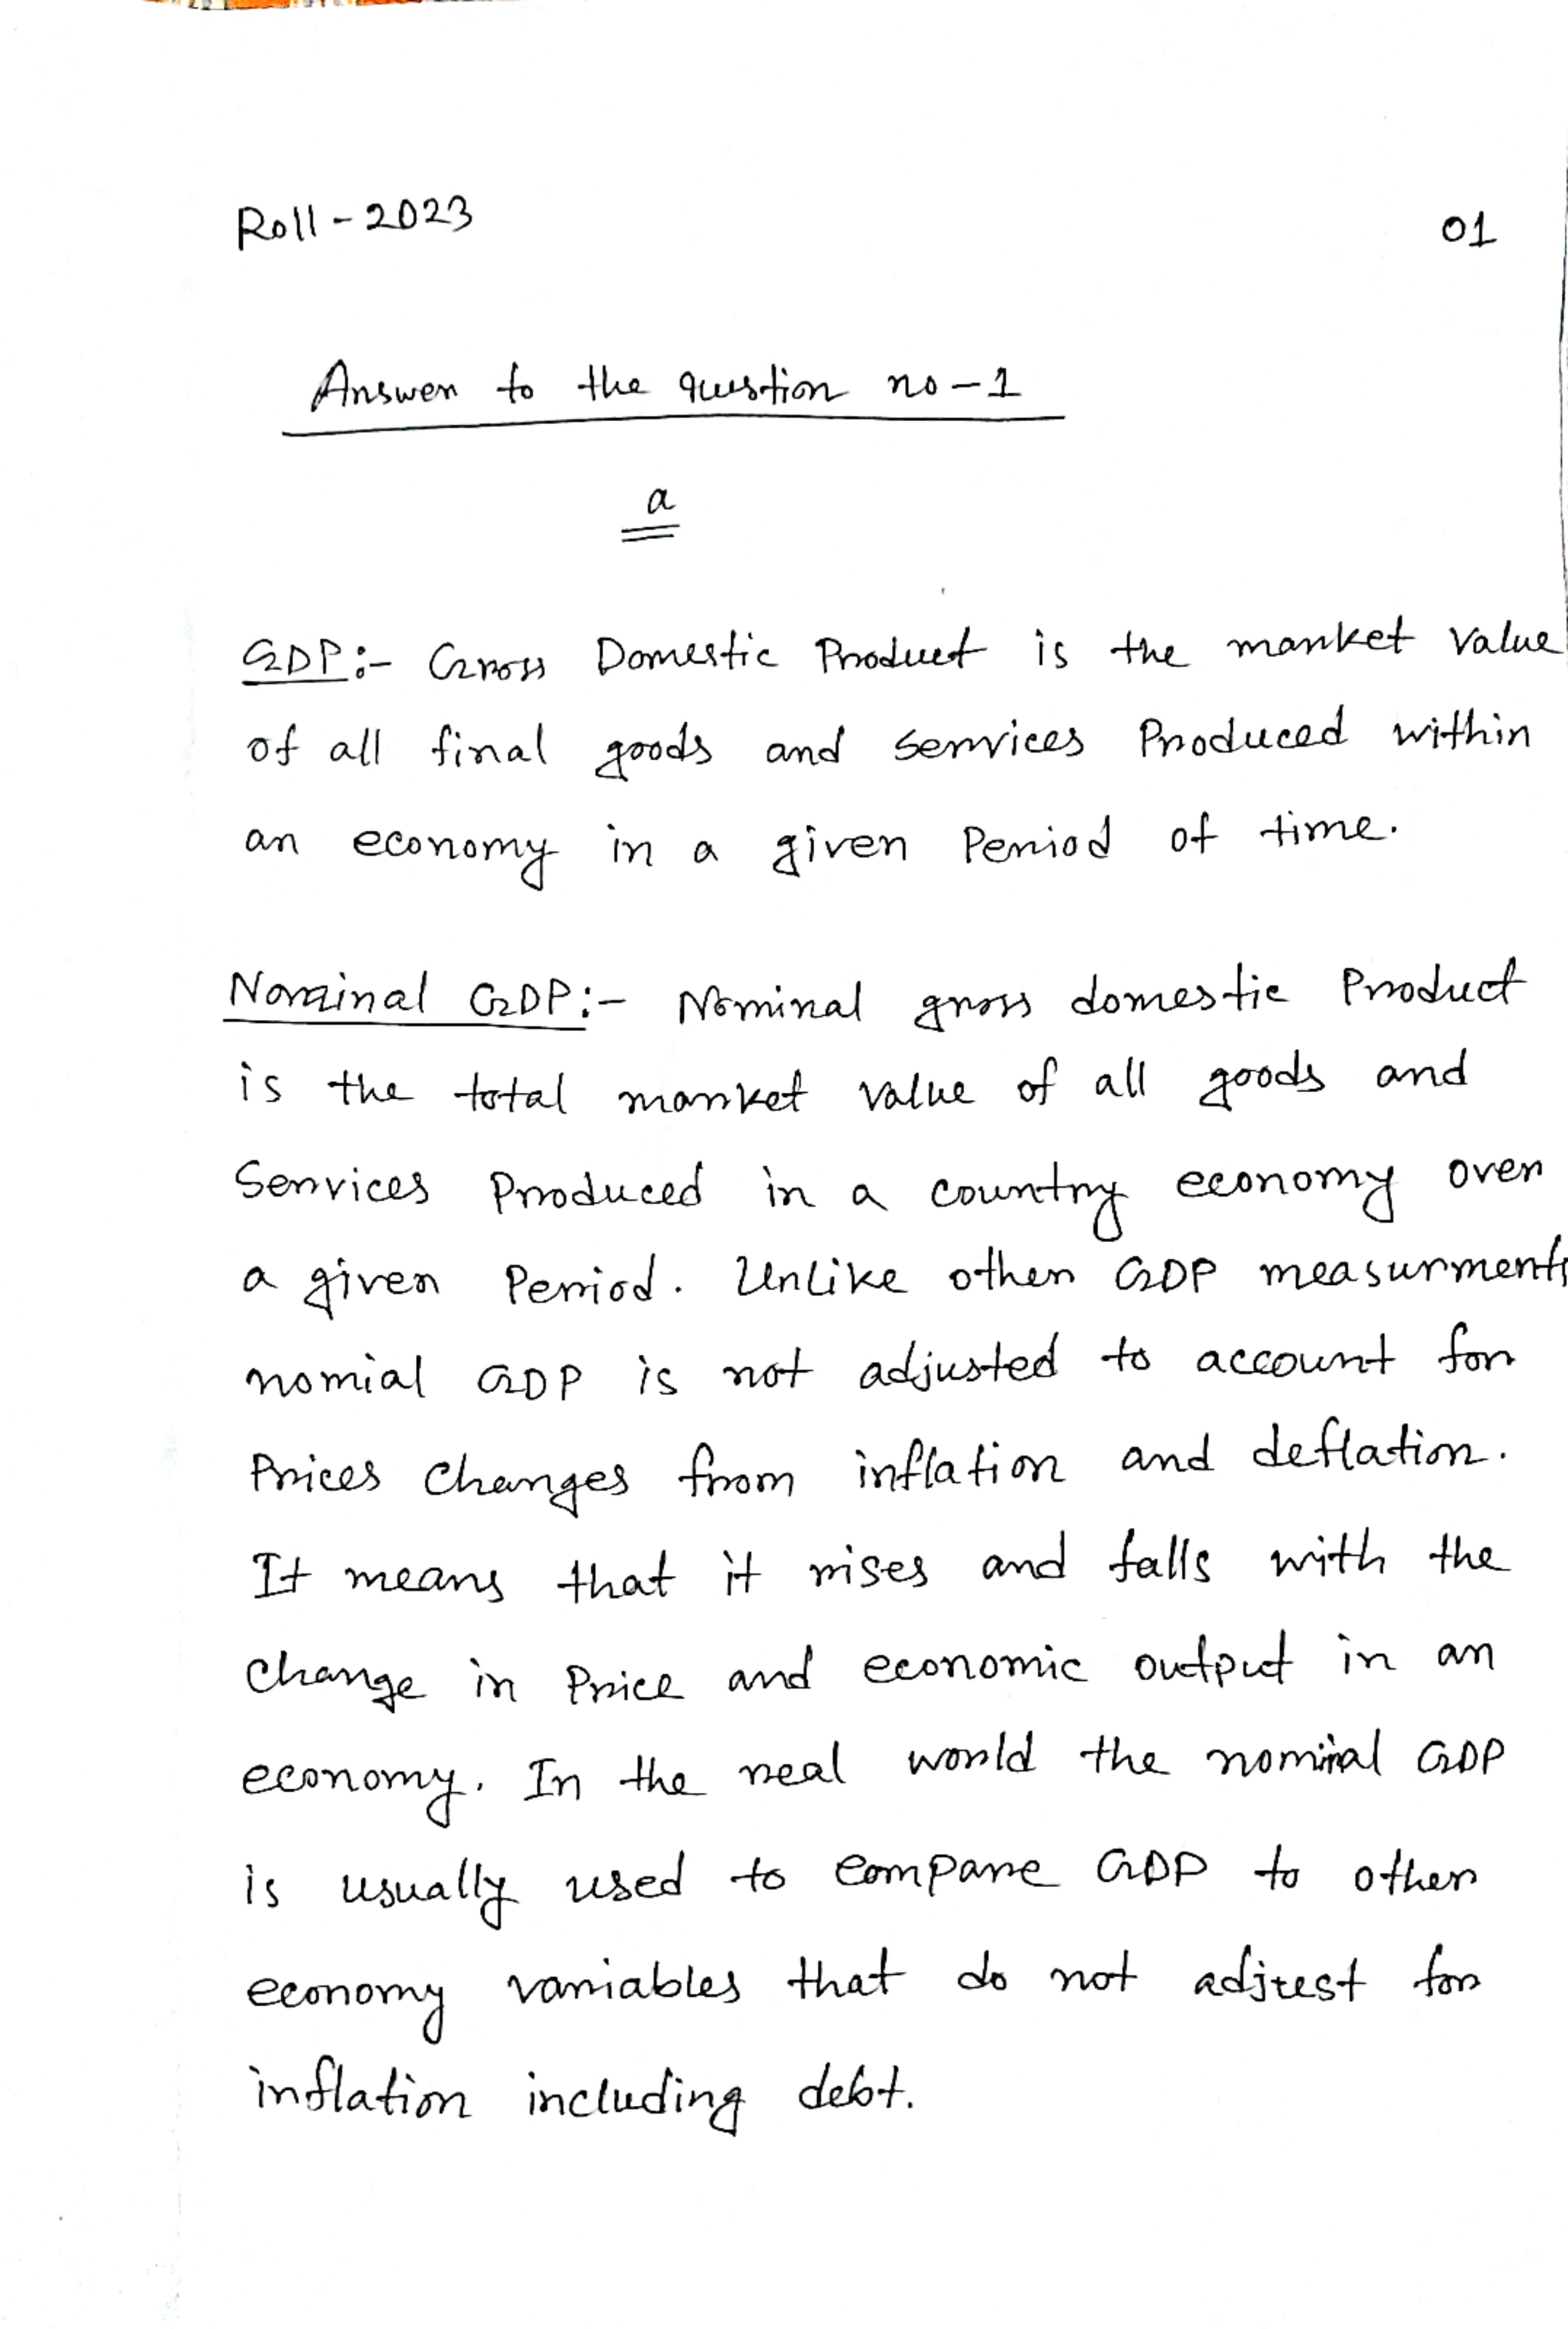 Roll - 2023
01
Answer to the question no - 1
a
GDP :- Gross Domestic Product is the market value
of all final goods and services Produced within
an economy in a given Period of time.
Nominal GDP :- Nominal gross domestic Product
is the total market value of all goods and
Services Produced in a country economy over
a given Period. Unlike other GDP measurments
nomial GDP is not adjusted to account for
Prices changes from inflation and deflation.
It means that it rises and falls with the
change in Price and economic output in an
economy. In the real world the nominal GDP
is usually used to compare GDP to other
economy variables that do not adjust for
inflation including debt.